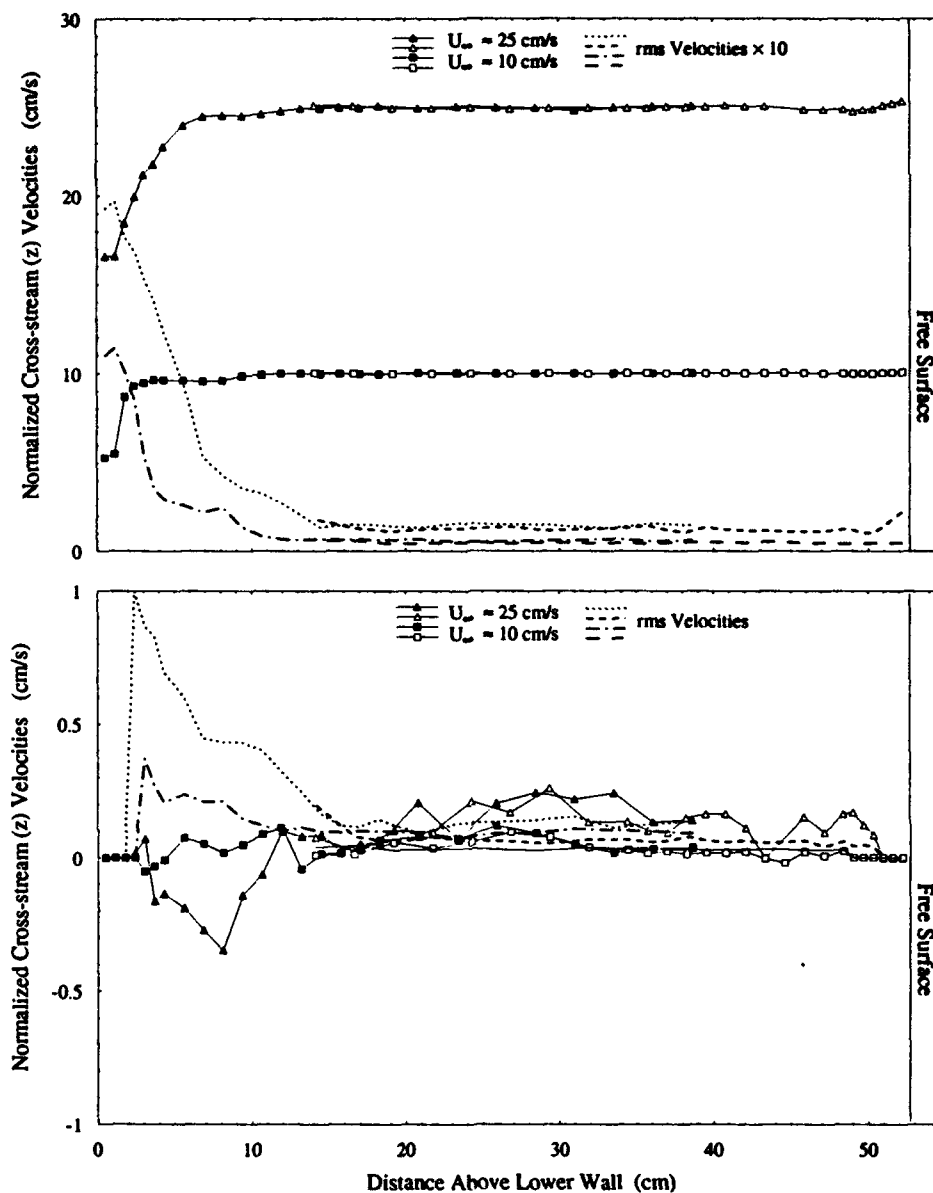 30
20
10
0
Normalized Cross-stream (z) Velocities (cm/s)
U∞ ≈ 25 cm/s
U∞ ≈ 10 cm/s
rms Velocities × 10
Free Surface
1
0.5
0
-0.5
-1
Normalized Cross-stream (z) Velocities (cm/s)
U∞ ≈ 25 cm/s
U∞ ≈ 10 cm/s
rms Velocities
Free Surface
0 10 20 30 40 50
Distance Above Lower Wall (cm)